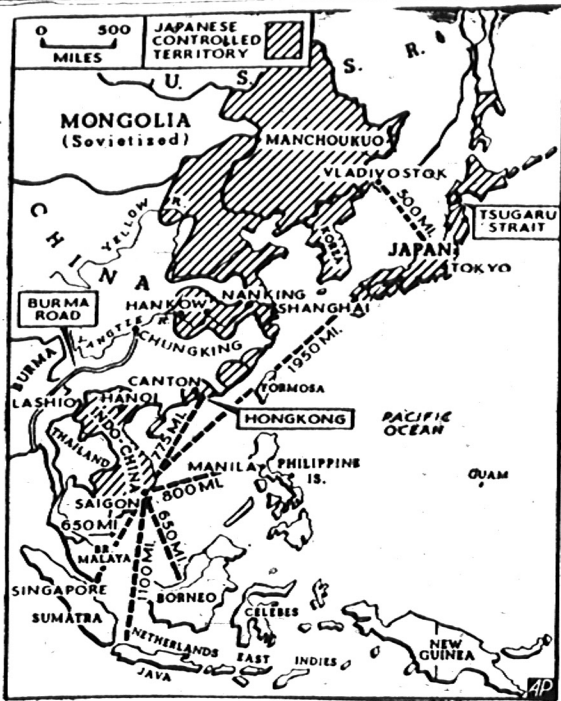 0 500
MILES
JAPANESE
CONTROLLED
TERRITORY
U. S. S. R.
MONGOLIA
(Sovietized)
MANCHOUKUO
VLADIVOSTOK
500 MI.
TSUGARU
STRAIT
KOREA
JAPAN
TOKYO
CHINA
YELLOW R.
BURMA
ROAD
HANKOW
NANKING
SHANGHAI
YANGTZE R.
CHUNGKING
1950 MI.
BURMA
LASHIO
HANOI
CANTON
FORMOSA
HONGKONG
775 MI.
INDO-CHINA
THAILAND
PACIFIC
OCEAN
MANILA
PHILIPPINE
IS.
GUAM
SAIGON
800 MI.
650 MI.
650 MI.
1100 MI.
BR.
MALAYA
SINGAPORE
SUMATRA
BORNEO
CELEBES
NETHERLANDS EAST INDIES
JAVA
NEW
GUINEA
AP